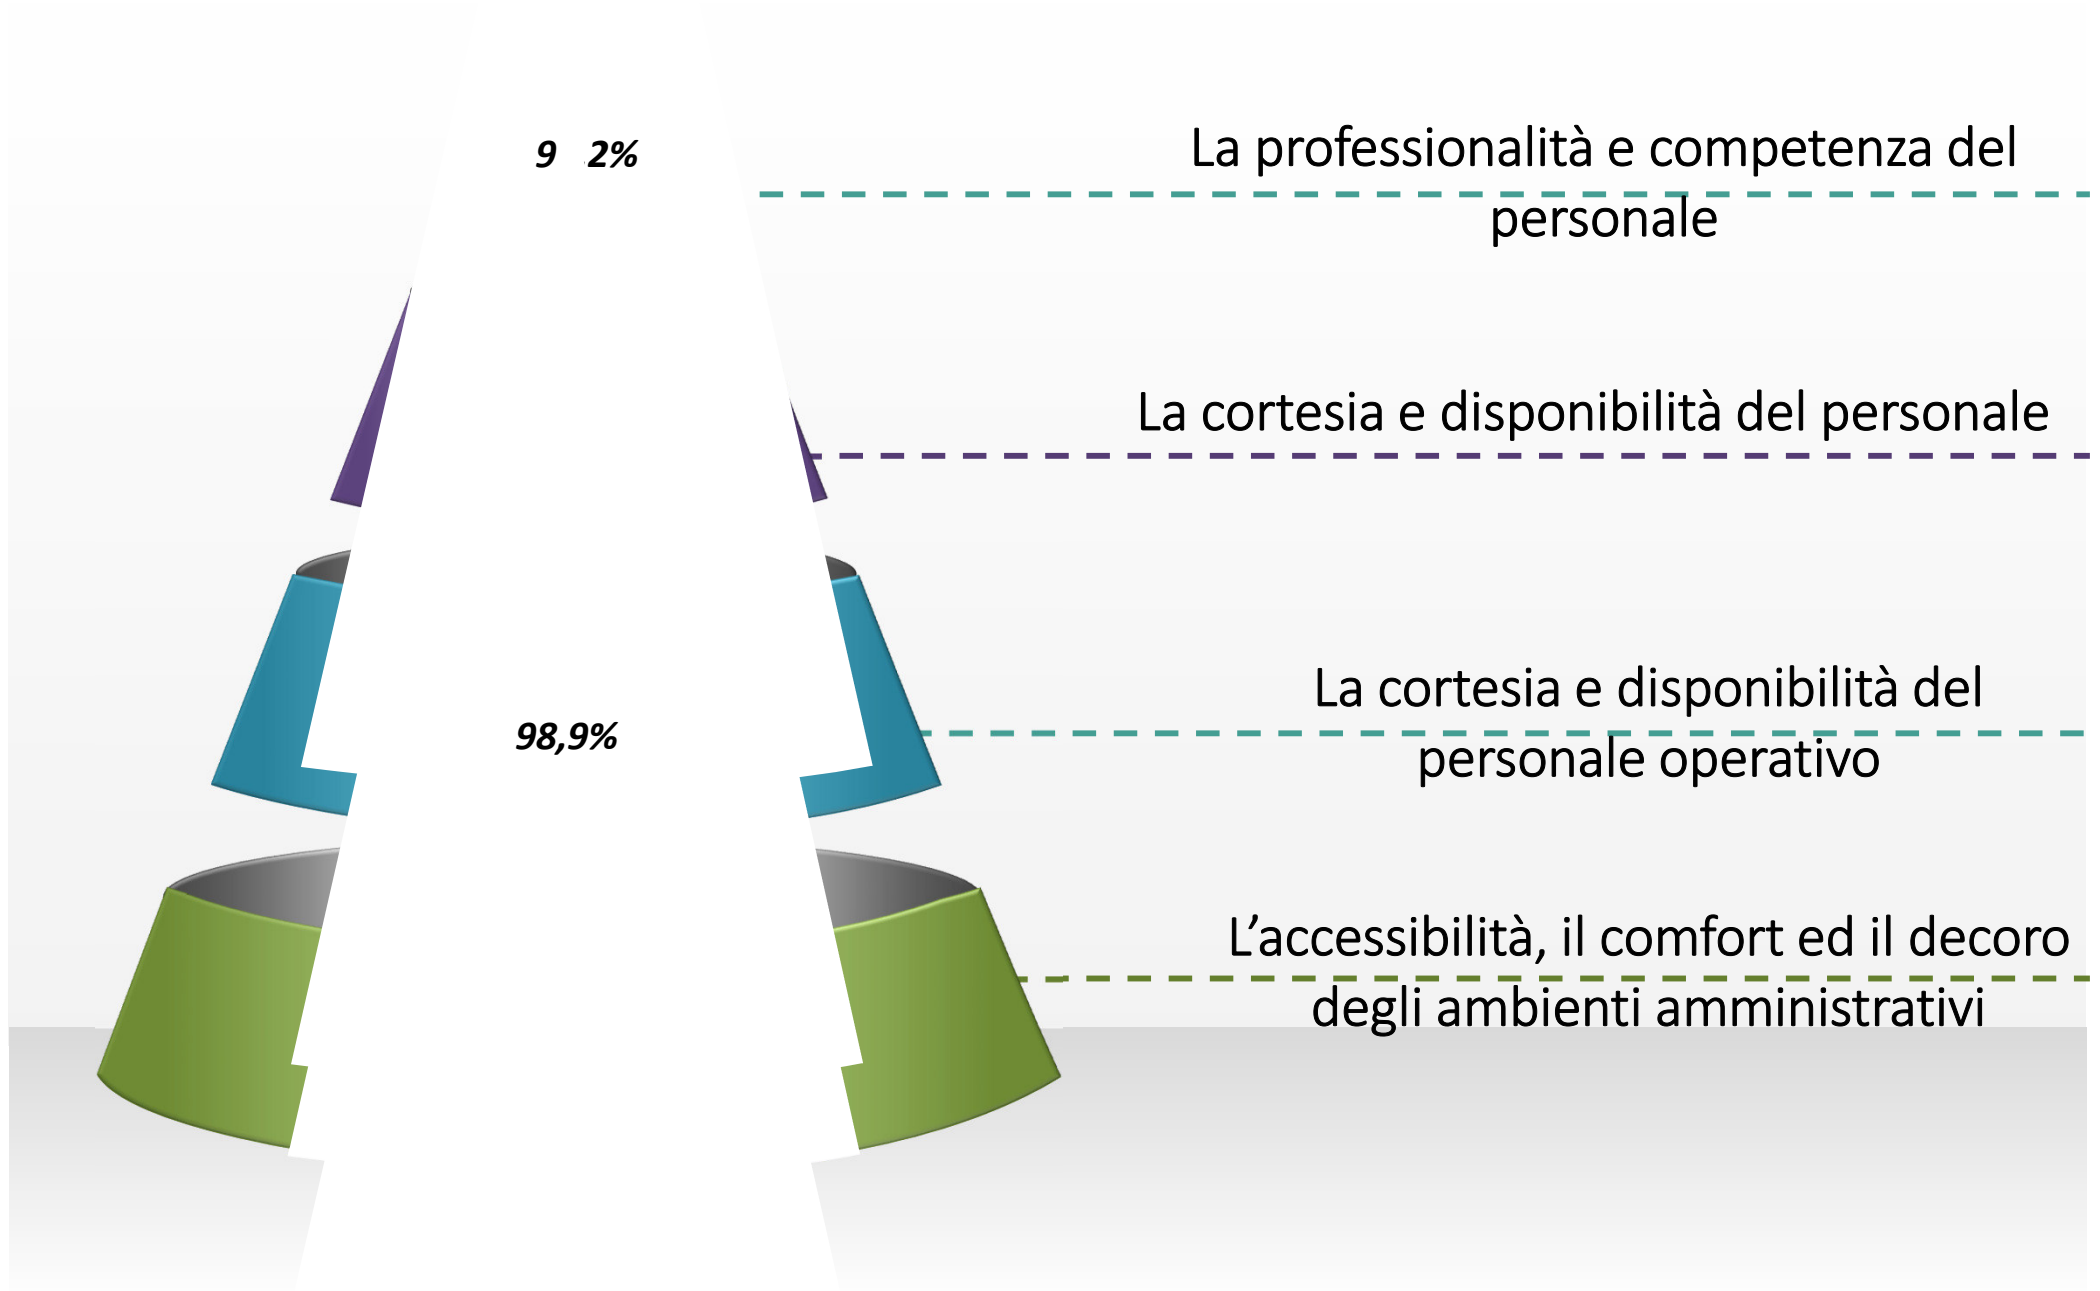 La professionalità e competenza del
personale
La cortesia e disponibilità del personale
La cortesia e disponibilità del
98,9%
personale operativo
L’accessibilità, il comfort ed il decoro
degli ambienti amministrativi